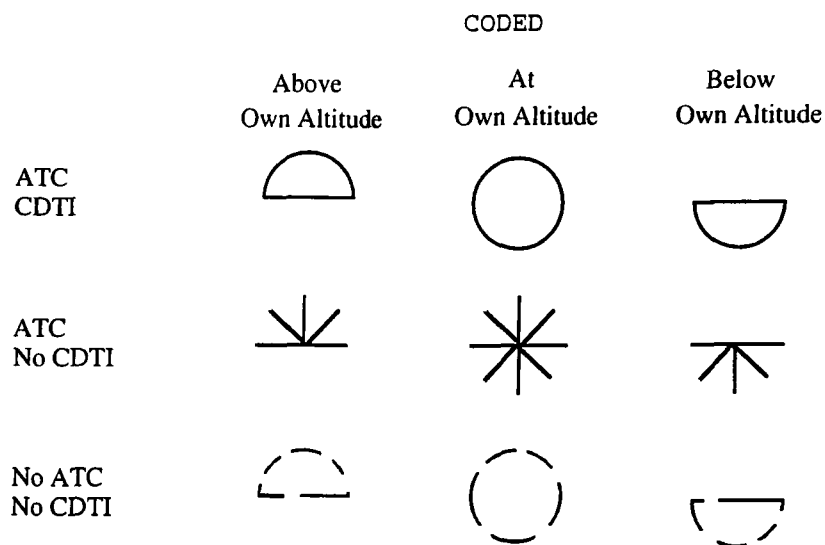 CODED
Above
Own Altitude
At
Own Altitude
Below
Own Altitude
ATC
CDTI
ATC
No CDTI
No ATC
No CDTI